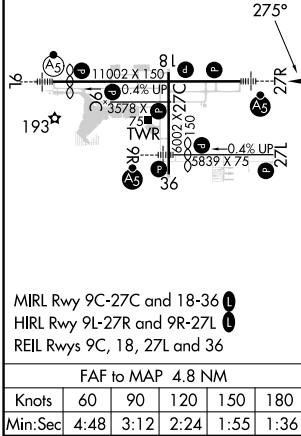 275°
A5
P
P
P
18
9L
11002 X 150
27R
P
0.4% UP
9C
3578 X 75
27C
A5
193
TWR
6002 X 150
P
0.4% UP
9R
5839 X 75
27L
A5
P
36
P
MIRL Rwy 9C-27C and 18-36 L
HIRL Rwy 9L-27R and 9R-27L L
REIL Rwys 9C, 18, 27L and 36
FAF to MAP 4.8 NM
Knots 60 90 120 150 180
Min:Sec 4:48 3:12 2:24 1:55 1:36